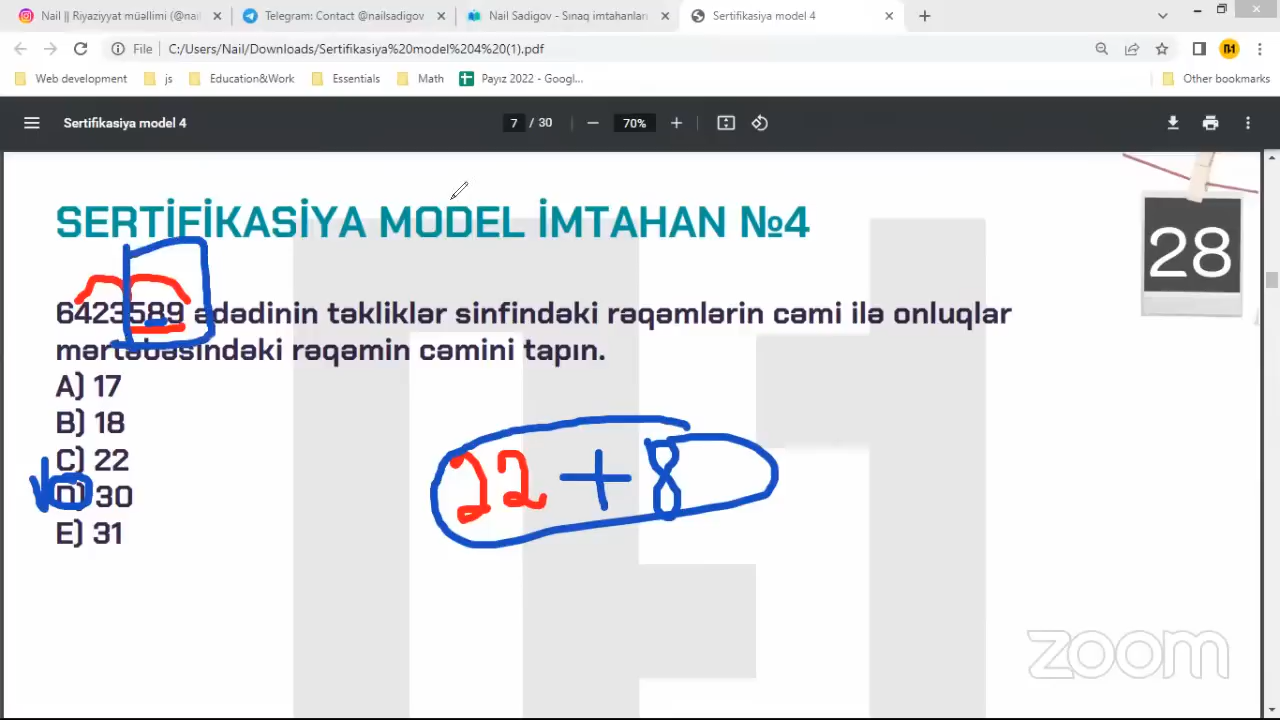 Nail || Riyaziyyat müəllimi (@nail
Telegram: Contact @nailsadigov
Nail Sadigov - Sınaq imtahanları
Sertifikasiya model 4
File
C:/Users/Nail/Downloads/Sertifikasiya%20model%204%20(1).pdf
Web development
js
Education&Work
Essentials
Math
Payız 2022 - Googl...
Other bookmarks
Sertifikasiya model 4
7 / 30
70%
SERTİFİKASİYA MODEL İMTAHAN №4
28
6423589 ədədinin təkliklər sinfindəki rəqəmlərin cəmi ilə onluqlar
mərtəbəsindəki rəqəmin cəmini tapın.
A) 17
B) 18
C) 22
D) 30
E) 31
22 + 8
zoom